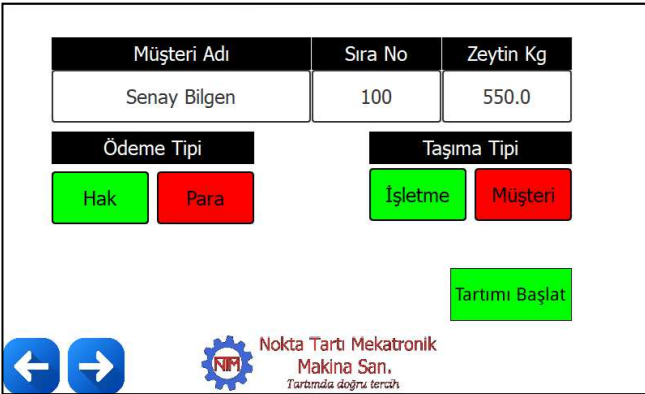 Müşteri Adı Sıra No Zeytin Kg
Senay Bilgen 100 550.0
Ödeme Tipi Taşıma Tipi
Hak Para İşletme Müşteri
Tartımı Başlat
NTM
Nokta Tartı Mekatronik
Makina San.
Tartımda doğru tercih